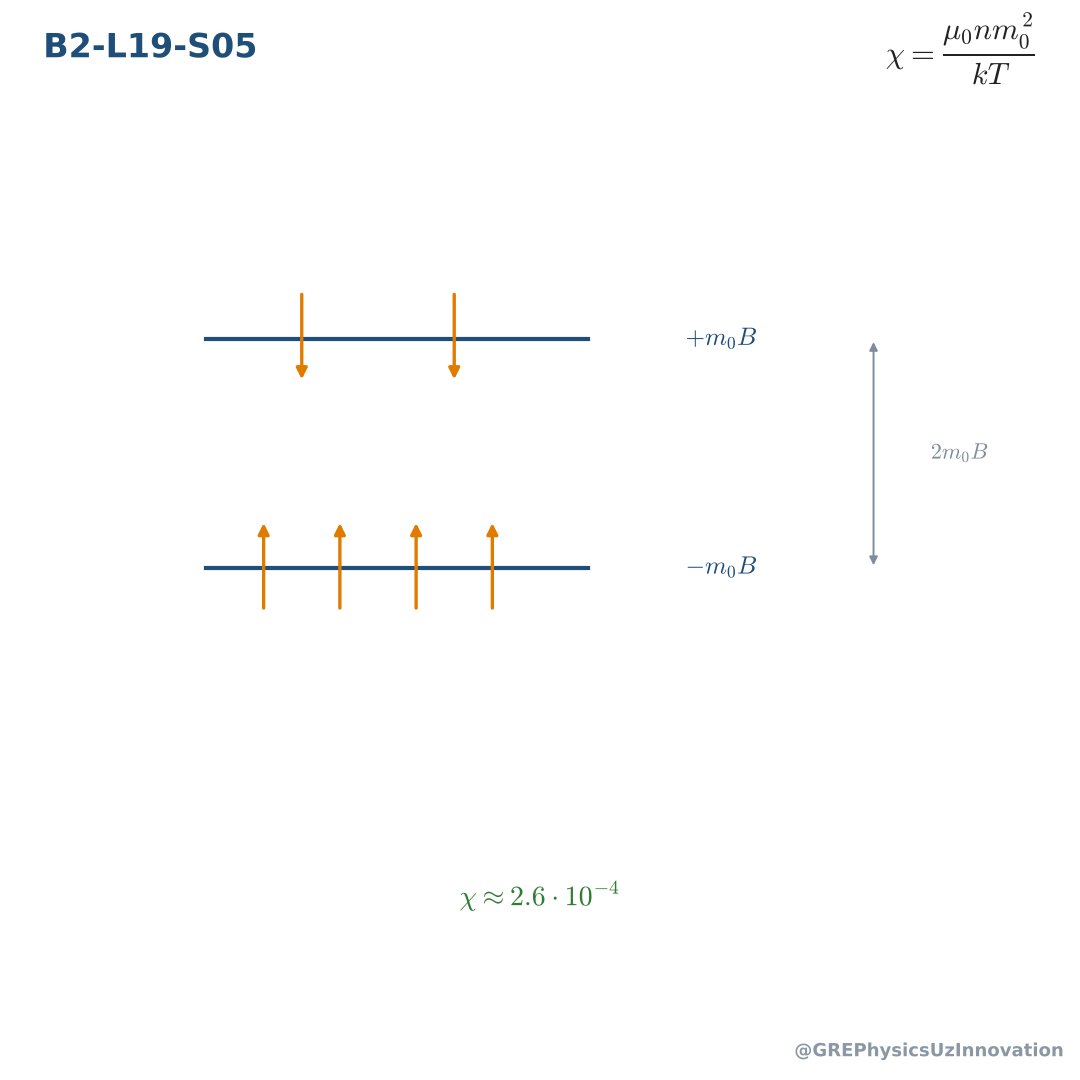 B2-L19-S05
χ = μ₀nm₀² / kT
+m₀B
2m₀B
−m₀B
χ ≈ 2.6 · 10⁻⁴
@GREPhysicsUzInnovation